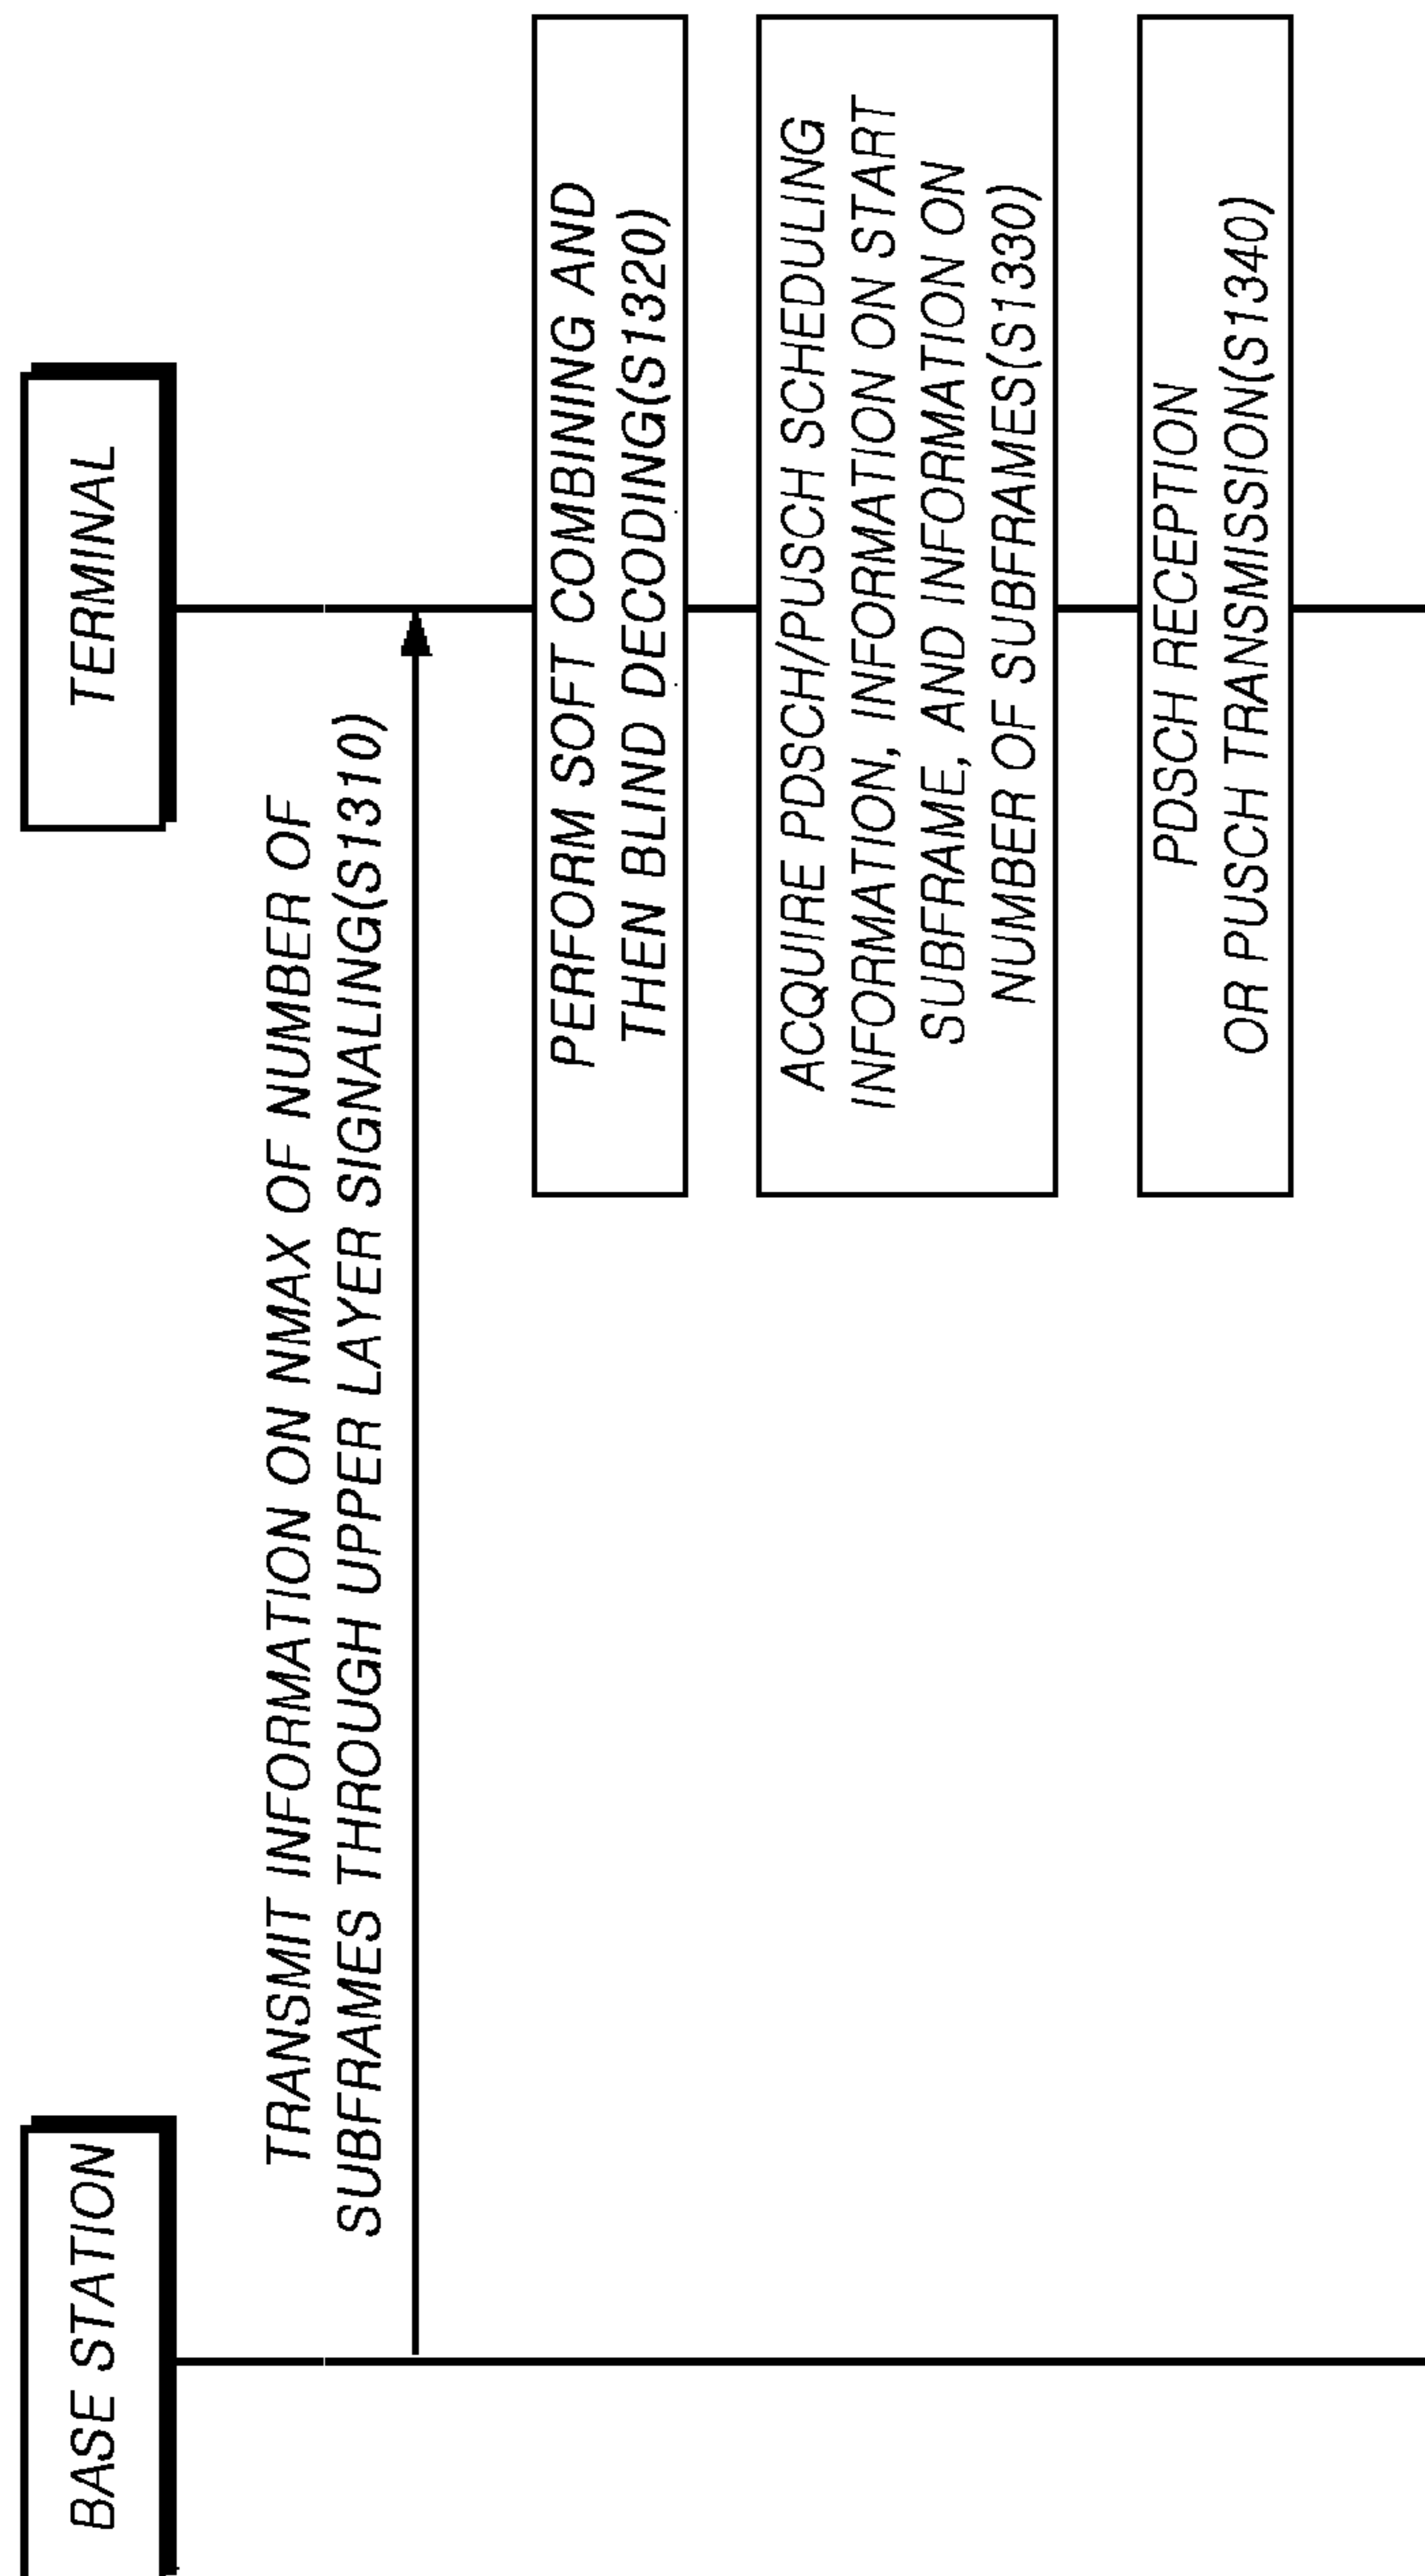 BASE STATION
TERMINAL
TRANSMIT INFORMATION ON NMAX OF NUMBER OF
SUBFRAMES THROUGH UPPER LAYER SIGNALING(S1310)
PERFORM SOFT COMBINING AND
THEN BLIND DECODING(S1320)
ACQUIRE PDSCH/PUSCH SCHEDULING
INFORMATION, INFORMATION ON START
SUBFRAME, AND INFORMATION ON
NUMBER OF SUBFRAMES(S1330)
PDSCH RECEPTION
OR PUSCH TRANSMISSION(S1340)